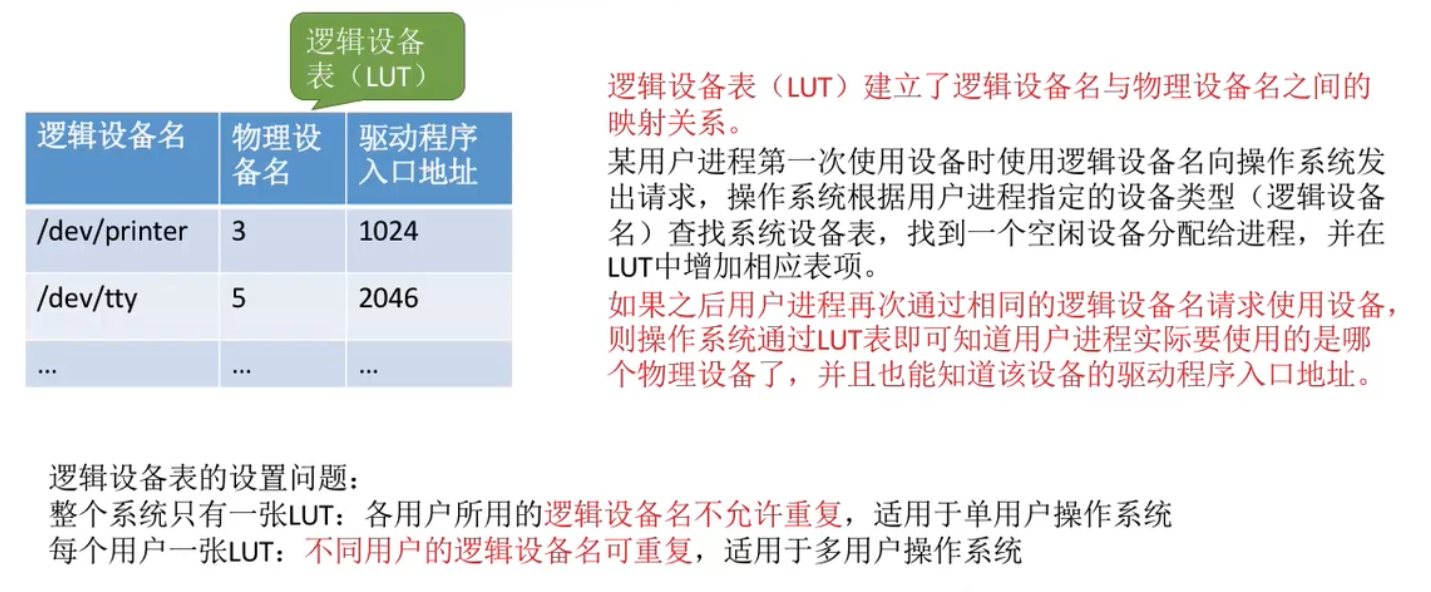 逻辑设备
表（LUT）
逻辑设备名
物理设
备名
驱动程序
入口地址
/dev/printer
3
1024
/dev/tty
5
2046
...
...
...
逻辑设备表（LUT）建立了逻辑设备名与物理设备名之间的
映射关系。
某用户进程第一次使用设备时使用逻辑设备名向操作系统发
出请求，操作系统根据用户进程指定的设备类型（逻辑设备
名）查找系统设备表，找到一个空闲设备分配给进程，并在
LUT中增加相应表项。
如果之后用户进程再次通过相同的逻辑设备名请求使用设备，
则操作系统通过LUT表即可知道用户进程实际要使用的是哪
个物理设备了，并且也能知道该设备的驱动程序入口地址。
逻辑设备表的设置问题：
整个系统只有一张LUT：各用户所用的逻辑设备名不允许重复，适用于单用户操作系统
每个用户一张LUT：不同用户的逻辑设备名可重复，适用于多用户操作系统